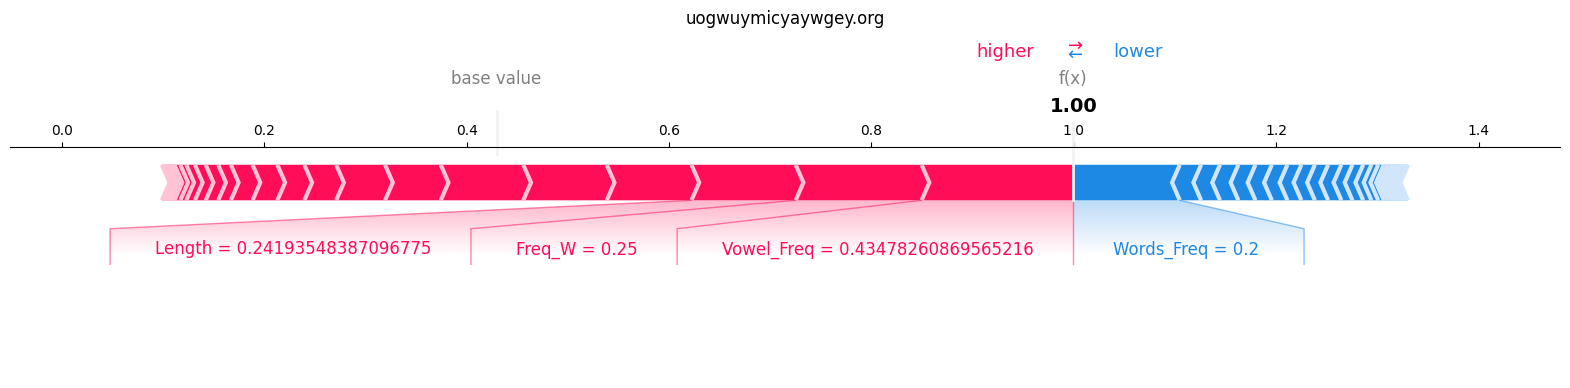 uogwuymicyaywgey.org
higher ⇄ lower
base value f(x)
1.00
0.0 0.2 0.4 0.6 0.8 1.0 1.2 1.4
Length = 0.24193548387096775 Freq_W = 0.25 Vowel_Freq = 0.43478260869565216 Words_Freq = 0.2